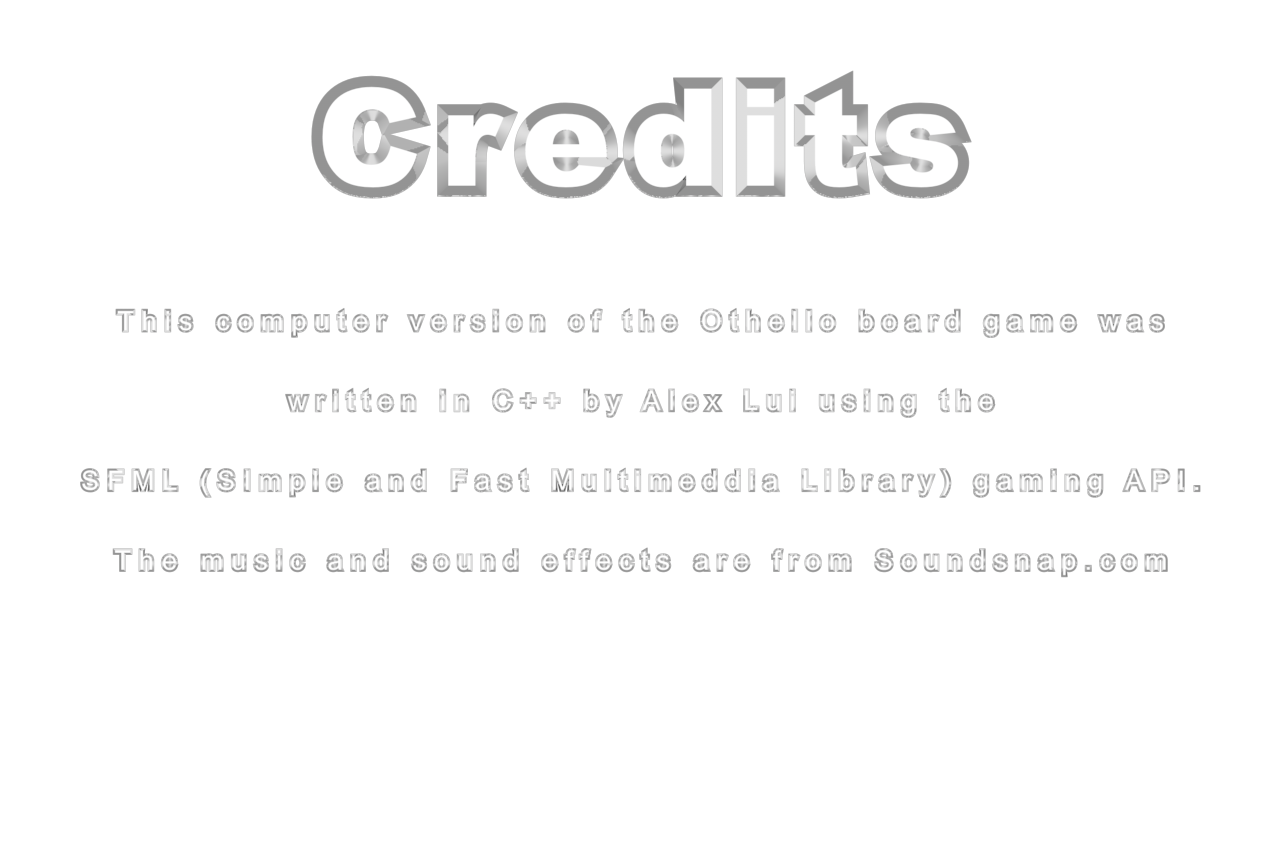 Credits
This computer version of the Othello board game was
written in C++ by Alex Lui using the
SFML (Simple and Fast Multimeddia Library) gaming API.
The music and sound effects are from Soundsnap.com